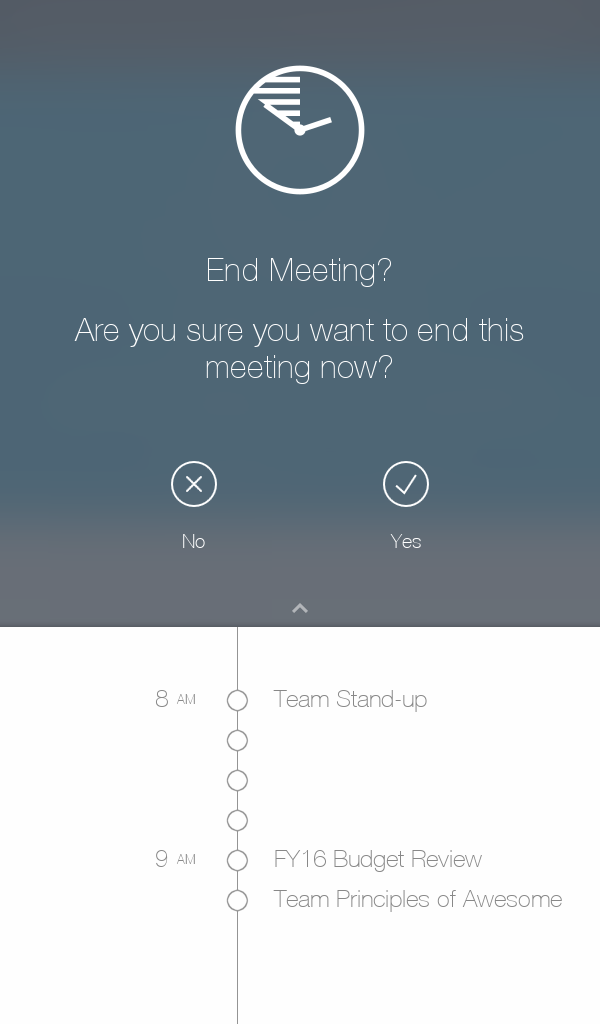 End Meeting?
Are you sure you want to end this
meeting now?
No
Yes
8 AM Team Stand-up
9 AM FY16 Budget Review
Team Principles of Awesome